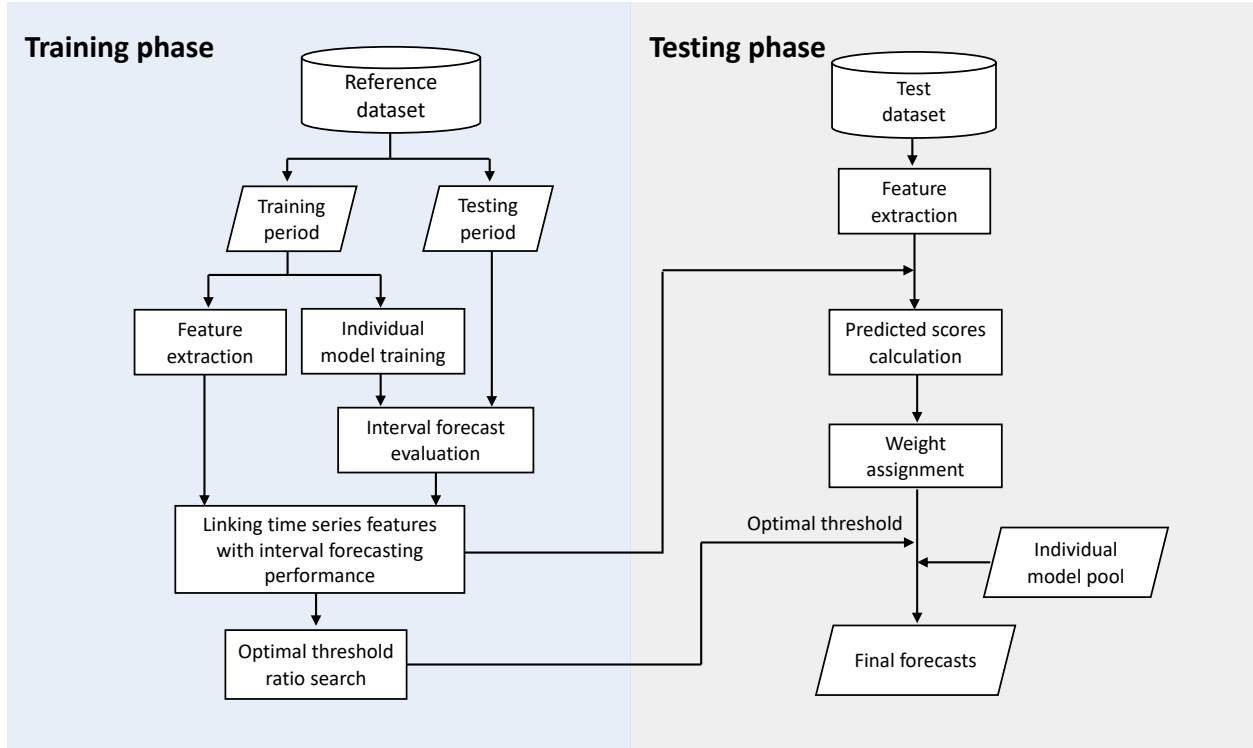 Training phase
Reference
dataset
Training
period
Testing
period
Feature
extraction
Individual
model training
Interval forecast
evaluation
Linking time series features
with interval forecasting
performance
Optimal threshold
ratio search
Testing phase
Test
dataset
Feature
extraction
Predicted scores
calculation
Weight
assignment
Optimal threshold
Individual
model pool
Final forecasts